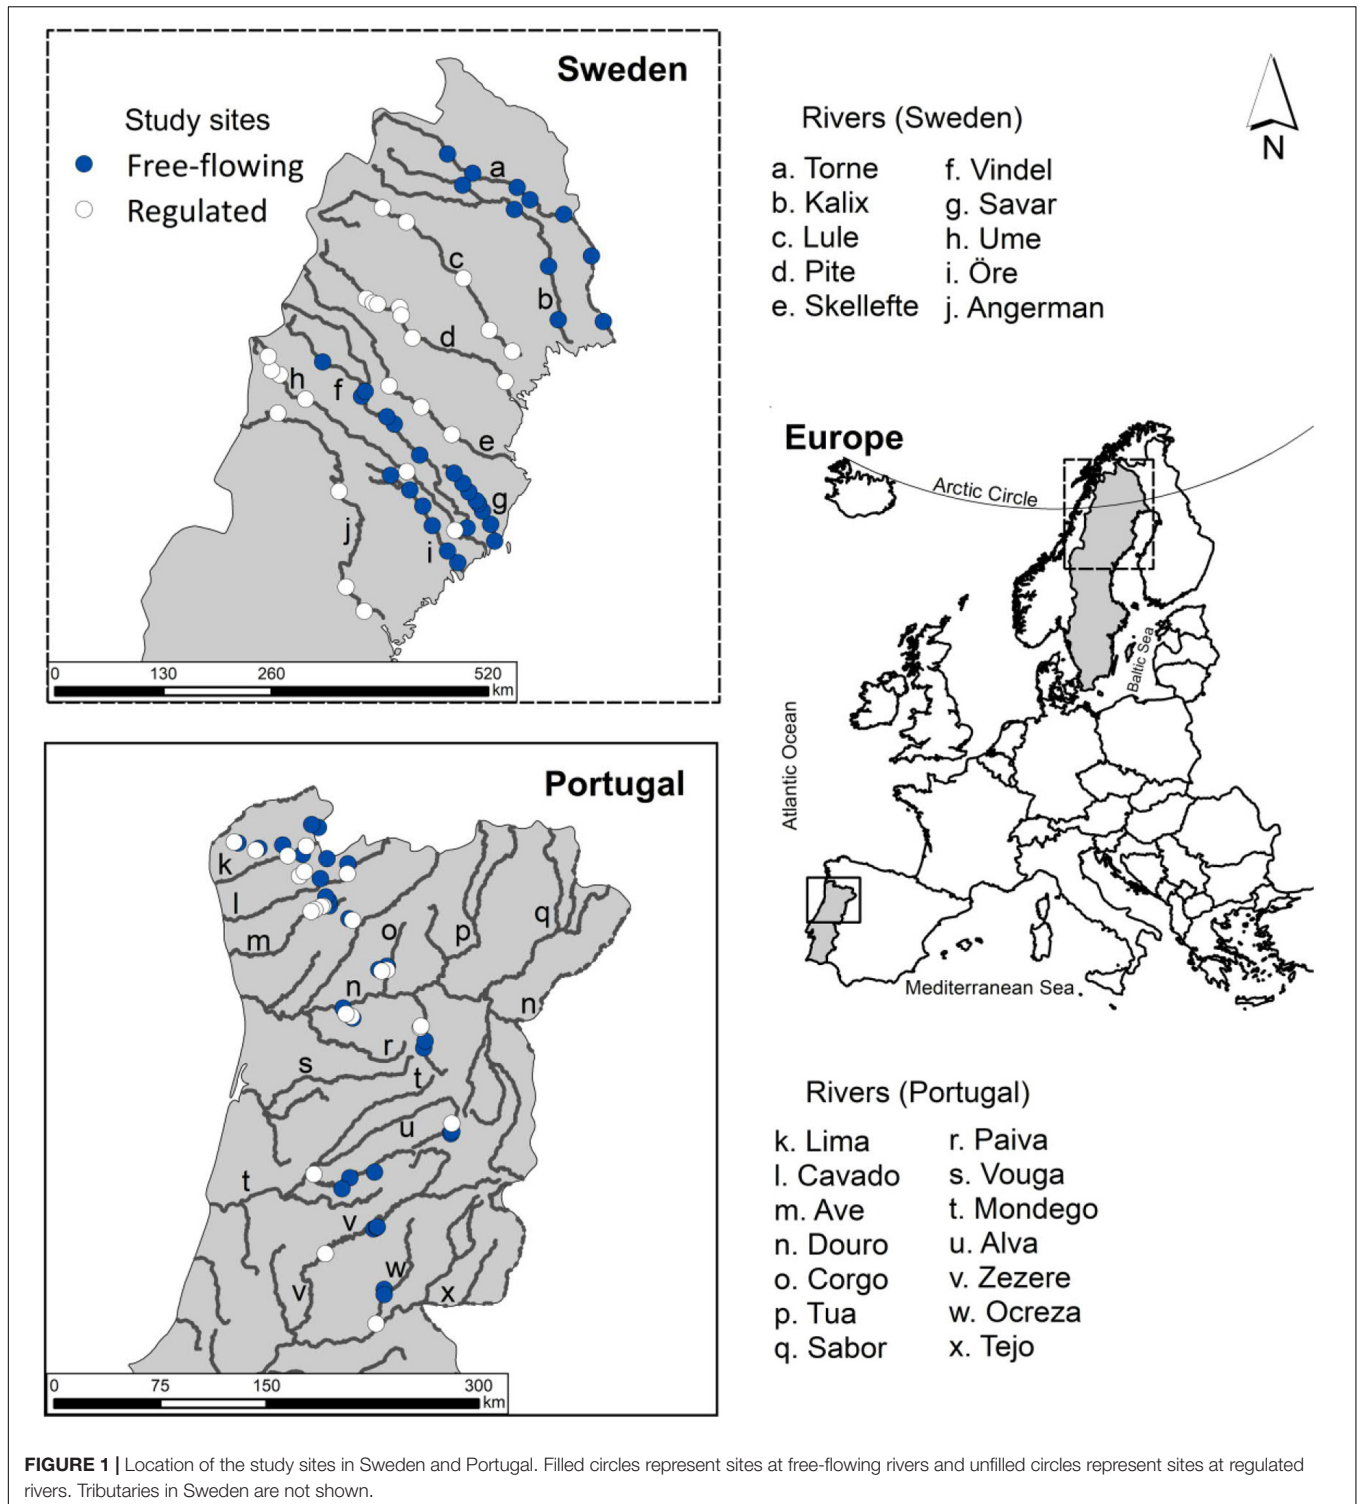 Sweden
Study sites
Free-flowing
Regulated
a
b
c
d
e
f
g
h
i
j
0 130 260 520
km
Rivers (Sweden)
a. Torne
b. Kalix
c. Lule
d. Pite
e. Skellefte
f. Vindel
g. Savar
h. Ume
i. Öre
j. Angerman
N
Europe
Arctic Circle
Baltic Sea
Atlantic Ocean
Mediterranean Sea
Portugal
k
l
m
n
o
p
q
n
r
s
t
u
t
v
v
w
x
0 75 150 300
km
Rivers (Portugal)
k. Lima
l. Cavado
m. Ave
n. Douro
o. Corgo
p. Tua
q. Sabor
r. Paiva
s. Vouga
t. Mondego
u. Alva
v. Zezere
w. Ocreza
x. Tejo
FIGURE 1 | Location of the study sites in Sweden and Portugal. Filled circles represent sites at free-flowing rivers and unfilled circles represent sites at regulated
rivers. Tributaries in Sweden are not shown.